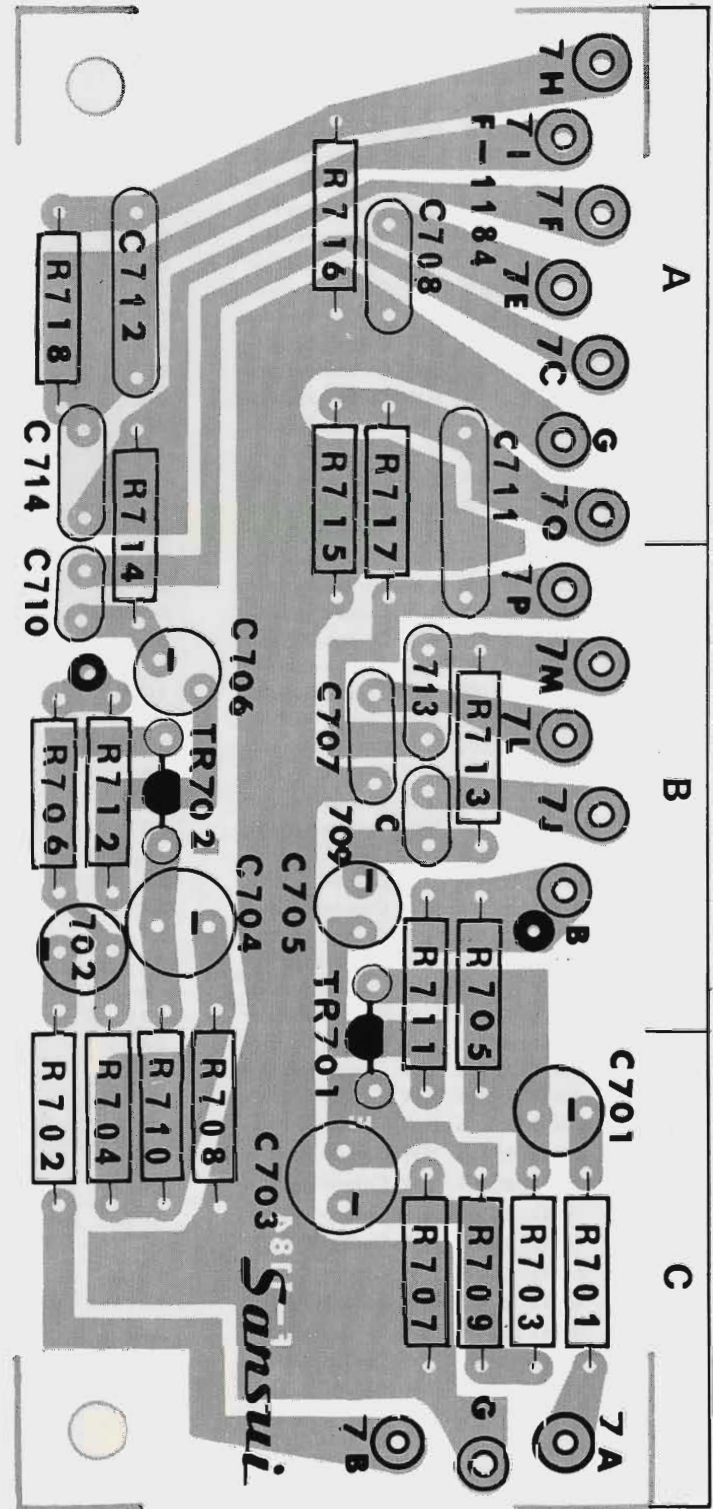 A
B
C
7H
7I
F-1184
7F
7E
7C
G
7O
7P
7M
7L
7J
B
7A
G
7B
R716
C708
C712
R718
C714
R714
C710
R715
R717
C711
C706
TR702
R706
R712
C707
713
R713
C
709
C705
C704
702
R711
R705
TR701
C701
R702
R704
R710
R708
C703
R707
R709
R703
R701
F-1184
Sansui